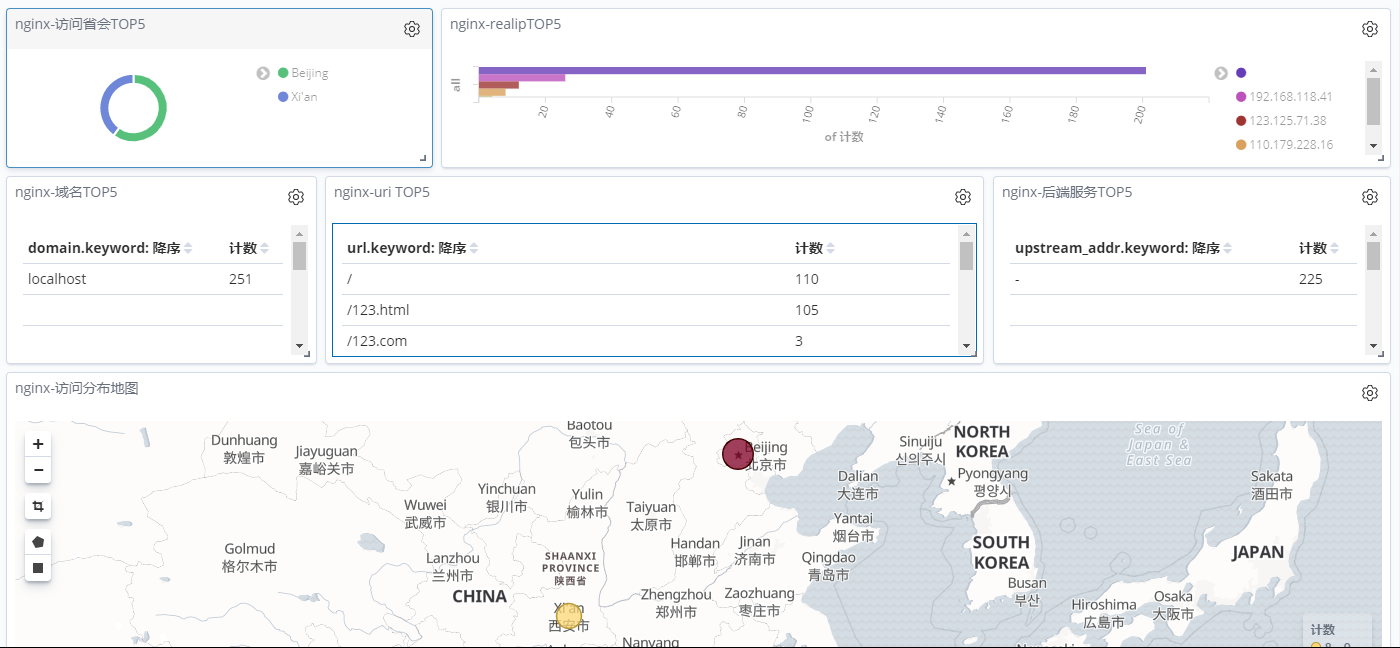 nginx-访问省会TOP5
Beijing
Xi'an
nginx-realipTOP5
all
20
40
60
80
100
120
140
160
180
200
of 计数
192.168.118.41
123.125.71.38
110.179.228.16
nginx-域名TOP5
domain.keyword: 降序 计数
localhost 251
nginx-uri TOP5
url.keyword: 降序 计数
/ 110
/123.html 105
/123.com 3
nginx-后端服务TOP5
upstream_addr.keyword: 降序 计数
- 225
nginx-访问分布地图
+
−
Dunhuang
敦煌市
Jiayuguan
嘉峪关市
Baotou
包头市
Beijing
北京市
Sinuiju
신의주시
NORTH
KOREA
Pyongyang
평양시
Sea of
Japan &
East Sea
Sakata
酒田市
Wuwei
武威市
Yinchuan
银川市
Yulin
榆林市
Taiyuan
太原市
Dalian
大连市
Yantai
烟台市
Golmud
格尔木市
Lanzhou
兰州市
SHAANXI
PROVINCE
陕西省
Handan
邯郸市
Jinan
济南市
Qingdao
青岛市
SOUTH
KOREA
Busan
부산
JAPAN
CHINA
Xi'an
西安市
Zhengzhou
郑州市
Zaozhuang
枣庄市
Hiroshima
広島市
Osaka
大阪市
Nanyang
计数